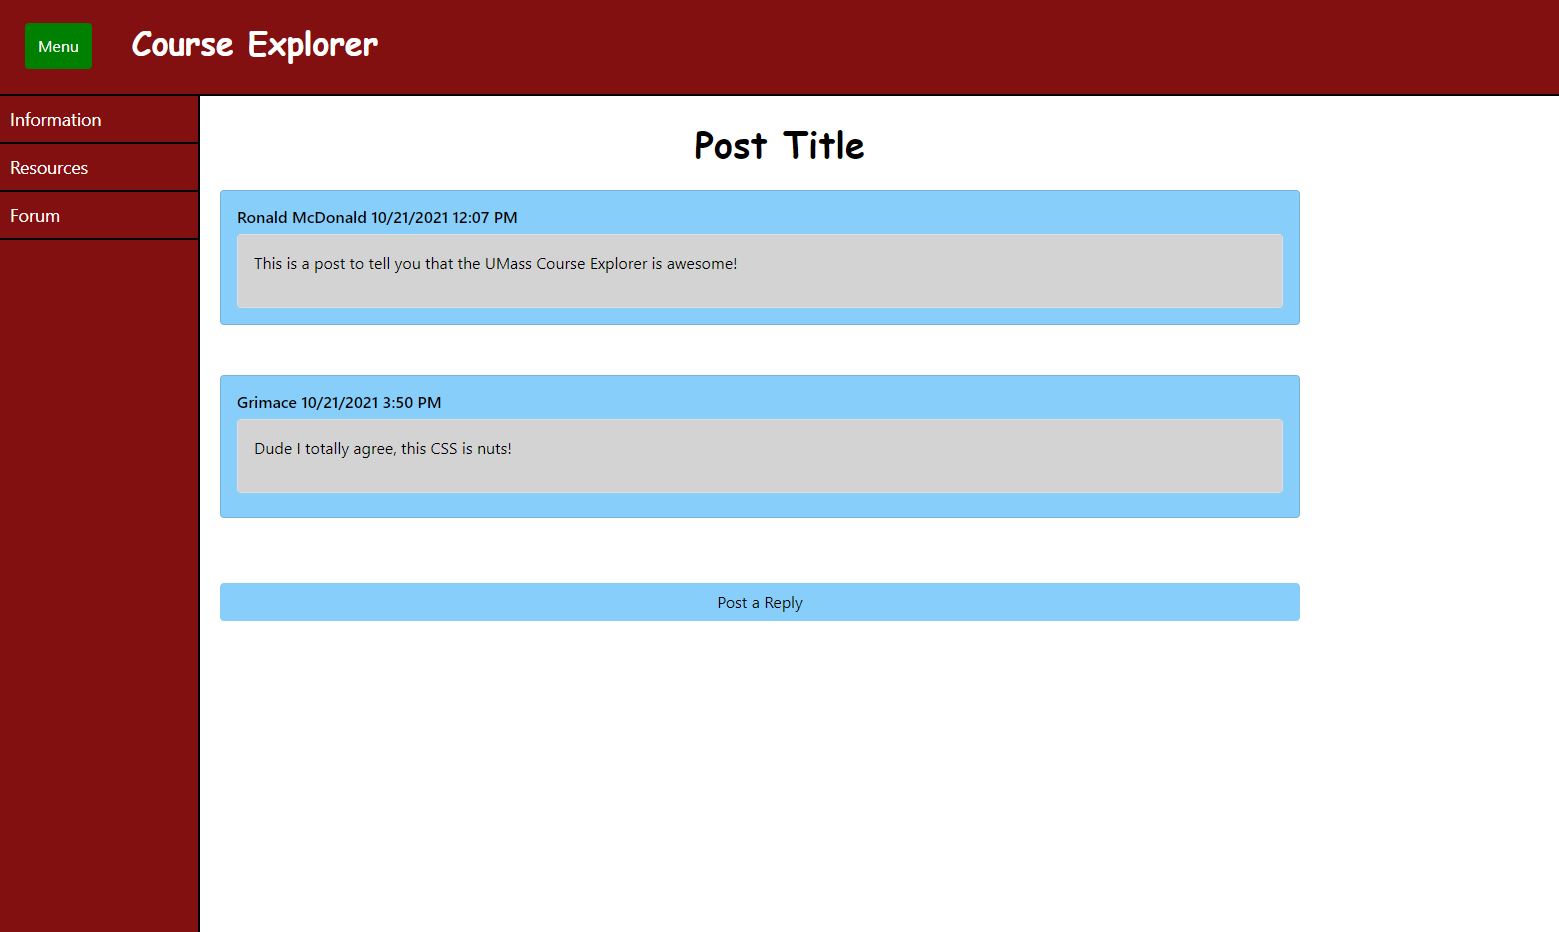 Menu
Course Explorer
Information
Resources
Forum
Post Title
Ronald McDonald 10/21/2021 12:07 PM
This is a post to tell you that the UMass Course Explorer is awesome!
Grimace 10/21/2021 3:50 PM
Dude I totally agree, this CSS is nuts!
Post a Reply